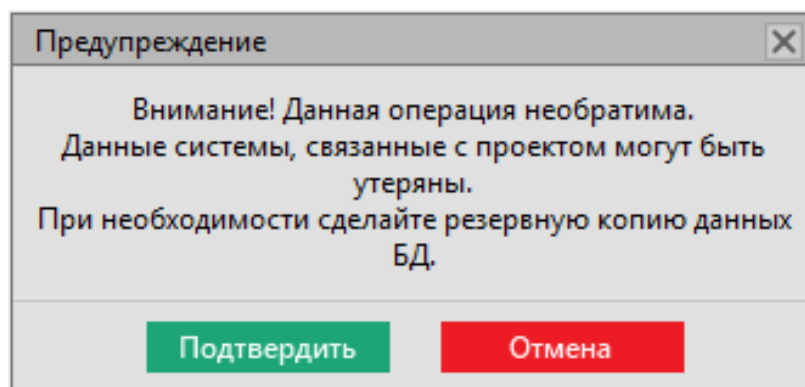 Предупреждение
Внимание! Данная операция необратима.
Данные системы, связанные с проектом могут быть
утеряны.
При необходимости сделайте резервную копию данных
БД.
Подтвердить
Отмена